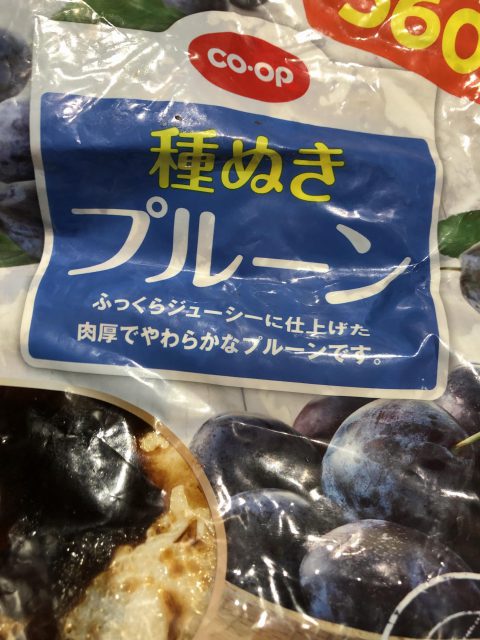 560
CO·OP
種ぬき
プルーン
ふっくらジューシーに仕上げた
肉厚でやわらかなプルーンです。